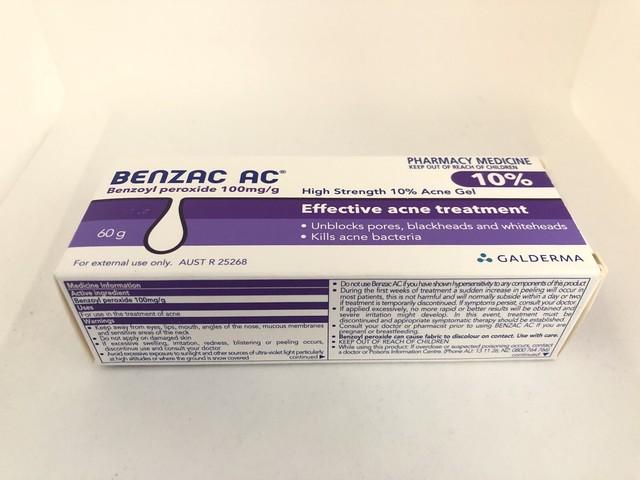 PHARMACY MEDICINE
KEEP OUT OF REACH OF CHILDREN
BENZAC AC®
10%
Benzoyl peroxide 100mg/g
High Strength 10% Acne Gel
Effective acne treatment
• Unblocks pores, blackheads and whiteheads
• Kills acne bacteria
60 g
For external use only. AUST R 25268
GALDERMA
Medicine Information
Active ingredient
Benzoyl peroxide 100mg/g
Uses
For use in the treatment of acne
Warnings
• Keep away from eyes, lips, mouth, angles of the nose, mucous membranes
and sensitive areas of the neck
• Do not apply on damaged skin
• If excessive swelling, irritation, redness, blistering or peeling occurs,
discontinue use and consult your doctor
• Avoid excessive exposure to sunlight and other sources of ultra-violet light particularly
at high altitudes or where the ground is snow covered
continued ▶
• Do not use Benzac AC if you have shown hypersensitivity to any components of this product
• During the first weeks of treatment a sudden increase in peeling will occur in
most patients, this is not harmful and will normally subside within a day or two
if treatment is temporarily discontinued. If symptoms persist, consult your doctor.
• If applied excessively, no more rapid or better results will be obtained and
severe irritation might develop. In this event, treatment must be
discontinued and appropriate symptomatic therapy should be established.
• Consult your doctor or pharmacist prior to using BENZAC AC if you are
pregnant or breastfeeding.
• Benzoyl peroxide can cause fabric to discolour on contact. Use with care.
• KEEP OUT OF REACH OF CHILDREN
• While using this product: If overdose or suspected poisoning occurs, contact
a doctor or Poisons Information Centre. (Phone AU: 13 11 26; NZ: 0800 764 766)
continued ▼